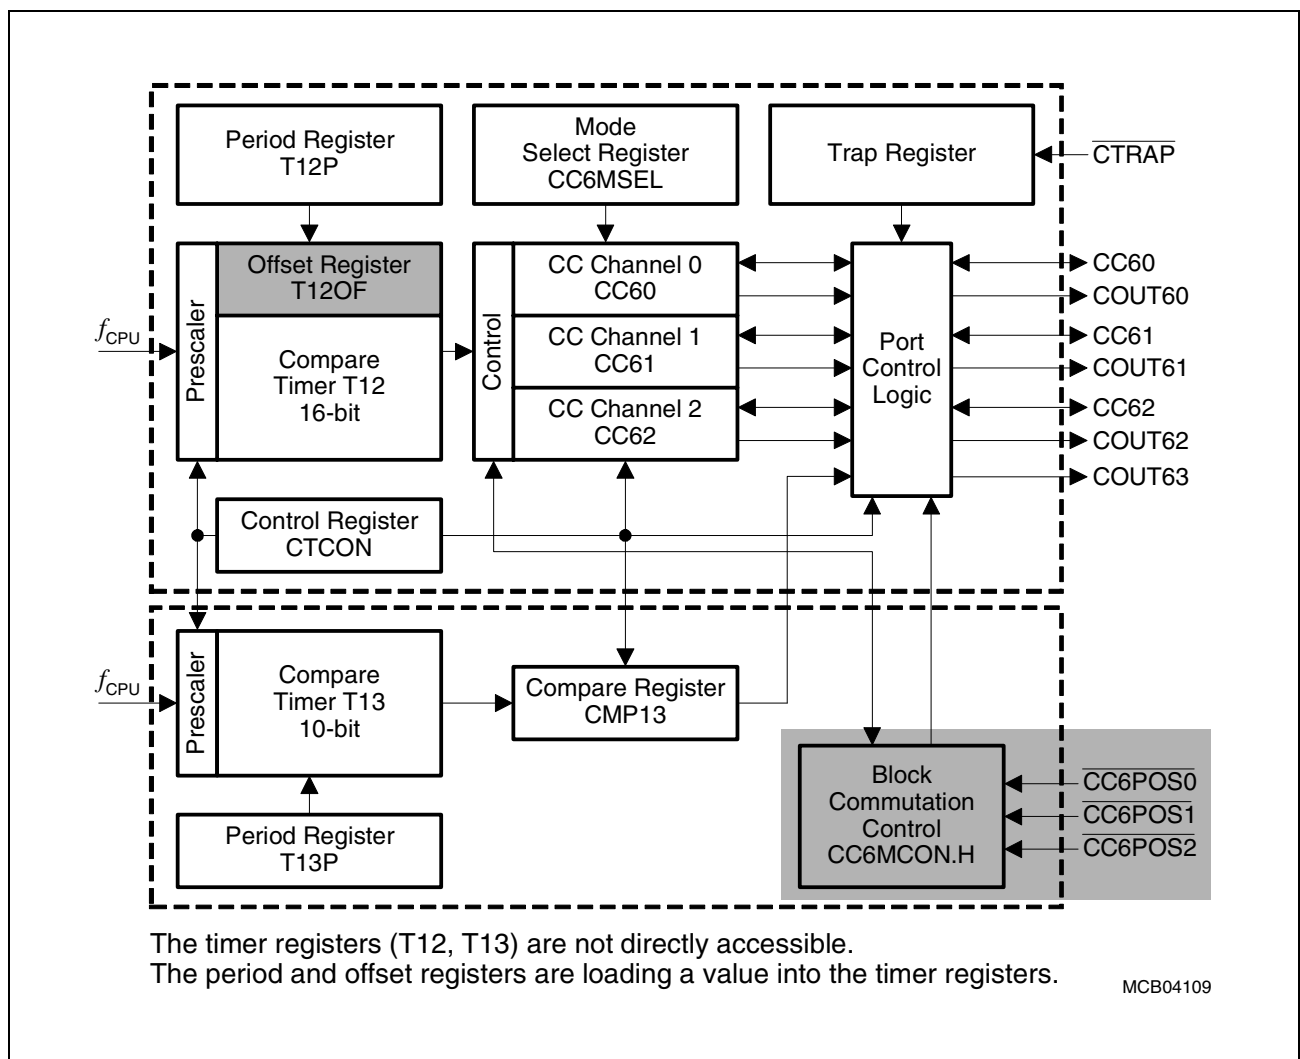 Period Register
T12P
Mode
Select Register
CC6MSEL
Trap Register
CTRAP
Prescaler
Offset Register
T12OF
Compare
Timer T12
16-bit
fCPU
Control
CC Channel 0
CC60
CC Channel 1
CC61
CC Channel 2
CC62
Port
Control
Logic
CC60
COUT60
CC61
COUT61
CC62
COUT62
COUT63
Control Register
CTCON
fCPU
Prescaler
Compare
Timer T13
10-bit
Compare Register
CMP13
Period Register
T13P
Block
Commutation
Control
CC6MCON.H
CC6POS0
CC6POS1
CC6POS2
The timer registers (T12, T13) are not directly accessible.
The period and offset registers are loading a value into the timer registers.
MCB04109